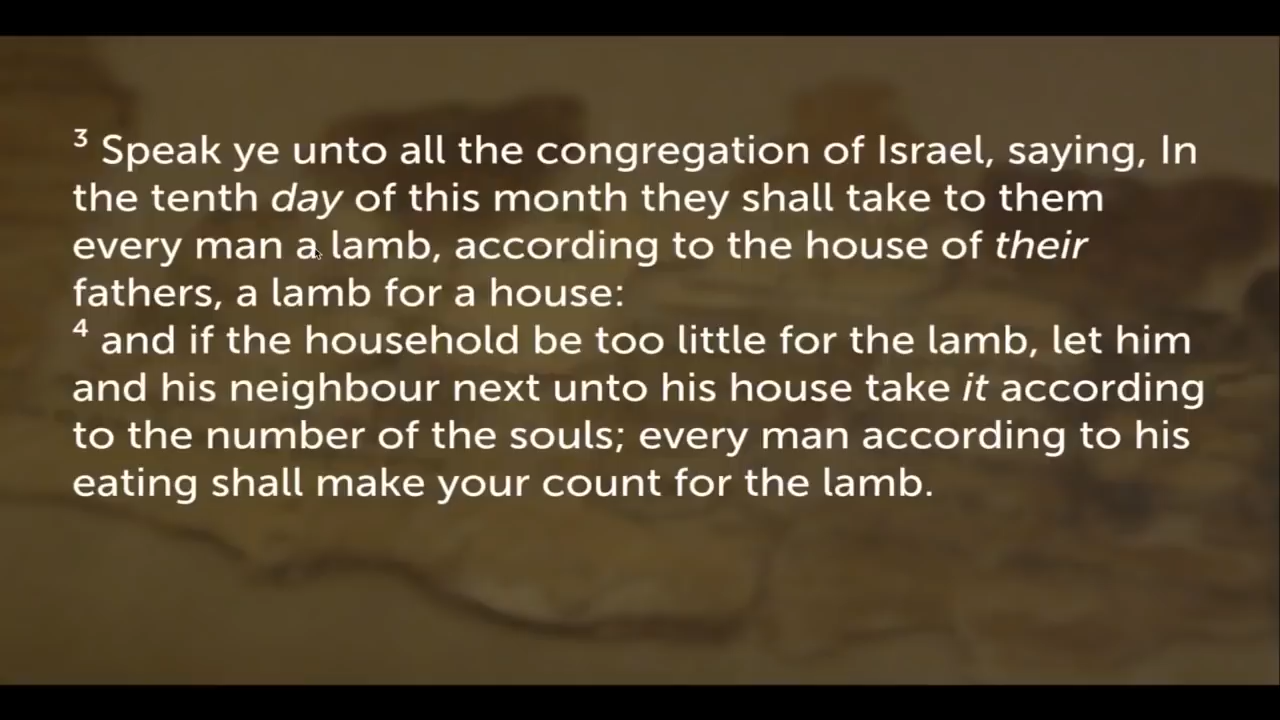 3 Speak ye unto all the congregation of Israel, saying, In
the tenth day of this month they shall take to them
every man a lamb, according to the house of their
fathers, a lamb for a house:
4 and if the household be too little for the lamb, let him
and his neighbour next unto his house take it according
to the number of the souls; every man according to his
eating shall make your count for the lamb.